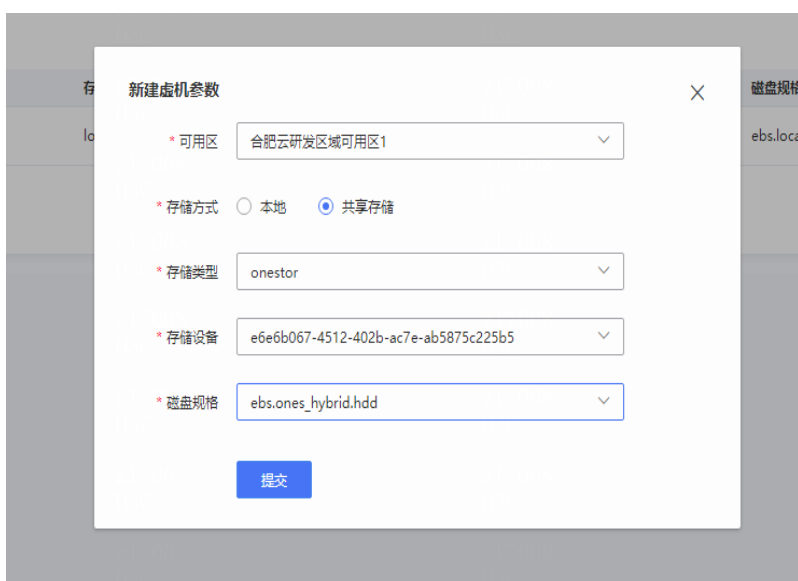 新建虚机参数
* 可用区 合肥云研发区域可用区1
* 存储方式 本地 共享存储
* 存储类型 onestor
* 存储设备 e6e6b067-4512-402b-ac7e-ab5875c225b5
* 磁盘规格 ebs.ones_hybrid.hdd
提交
存
lo
磁盘规格
ebs.loca